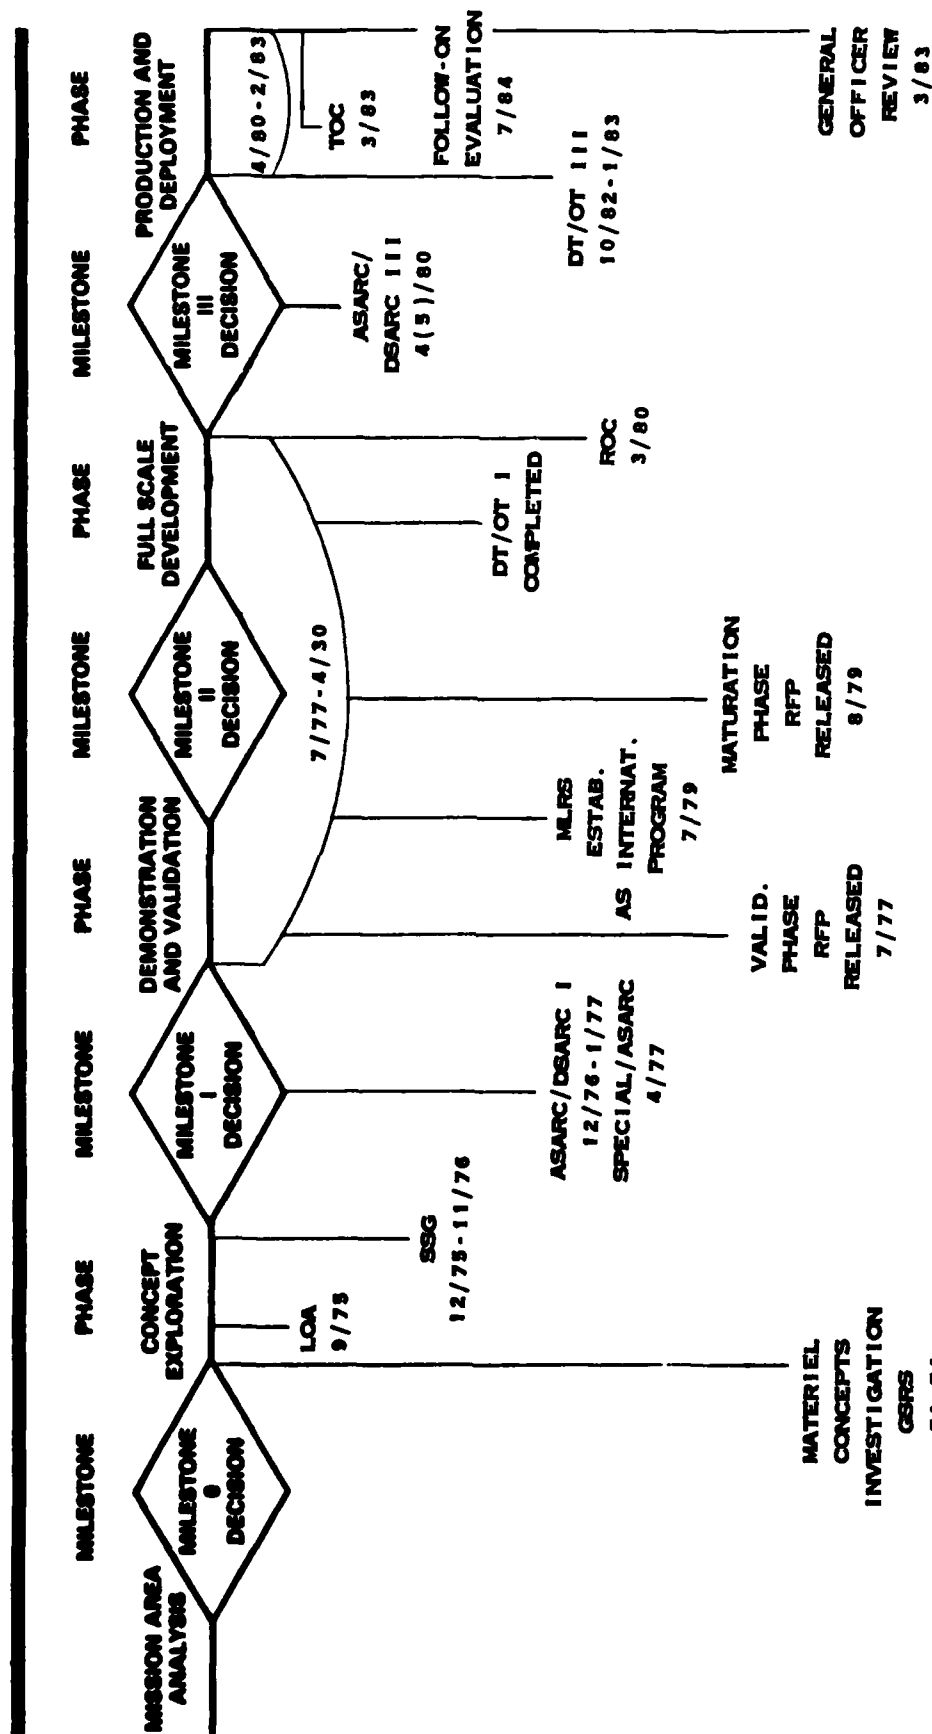 MILESTONE
PHASE
MILESTONE
PHASE
MILESTONE
PHASE
MILESTONE
PHASE
MISSION AREA
ANALYSIS
MILESTONE
0
DECISION
CONCEPT
EXPLORATION
MILESTONE
I
DECISION
DEMONSTRATION
AND VALIDATION
MILESTONE
II
DECISION
FULL SCALE
DEVELOPMENT
MILESTONE
III
DECISION
PRODUCTION AND
DEPLOYMENT
4/80-2/83
7/77-4/30
LOA
9/75
SSG
12/75-11/76
MATERIEL
CONCEPTS
INVESTIGATION
GSRS
ASARC/DSARC I
12/76-1/77
SPECIAL/ASARC
4/77
VALID.
PHASE
RFP
RELEASED
7/77
MLRS
ESTAB.
AS INTERNAT.
PROGRAM
7/79
MATURATION
PHASE
RFP
RELEASED
8/79
DT/OT I
COMPLETED
ROC
3/80
ASARC/
DSARC III
4(5)/80
DT/OT III
10/82-1/83
TOC
3/83
FOLLOW-ON
EVALUATION
7/84
GENERAL
OFFICER
REVIEW
3/83